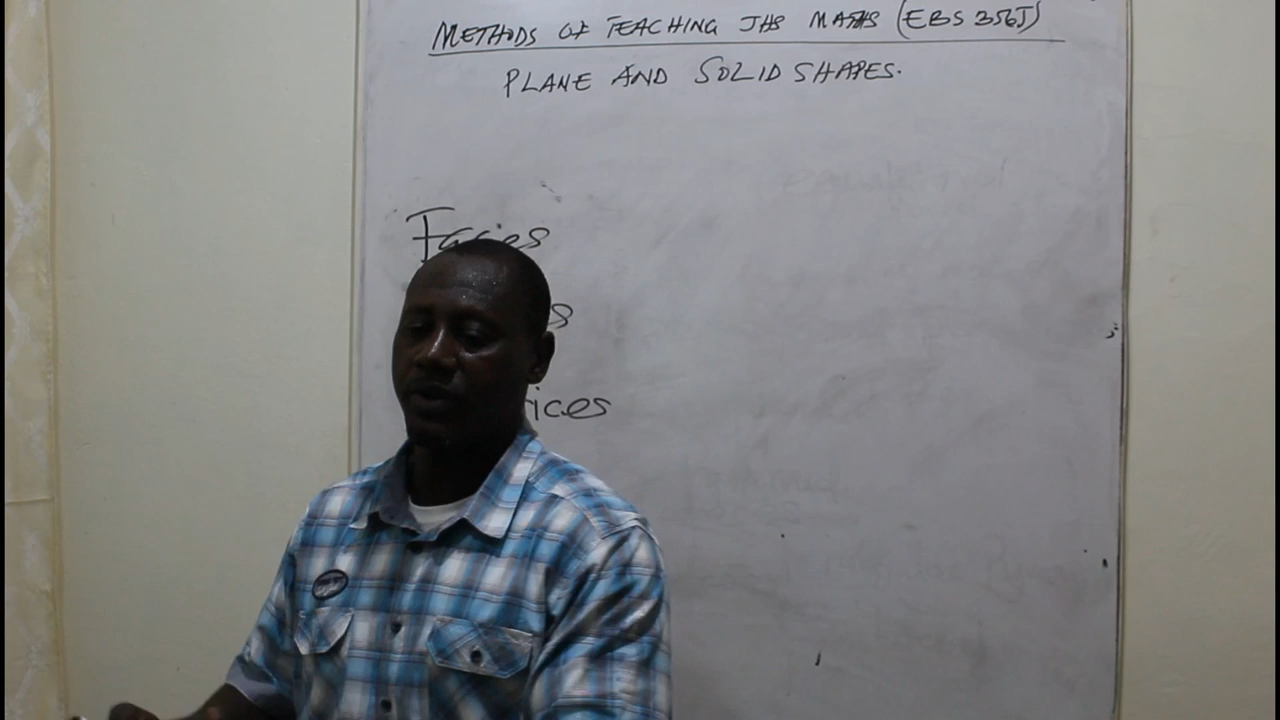 METHODS OF TEACHING JHS MATHS (EBS 356J)
PLANE AND SOLID SHAPES.
Faces